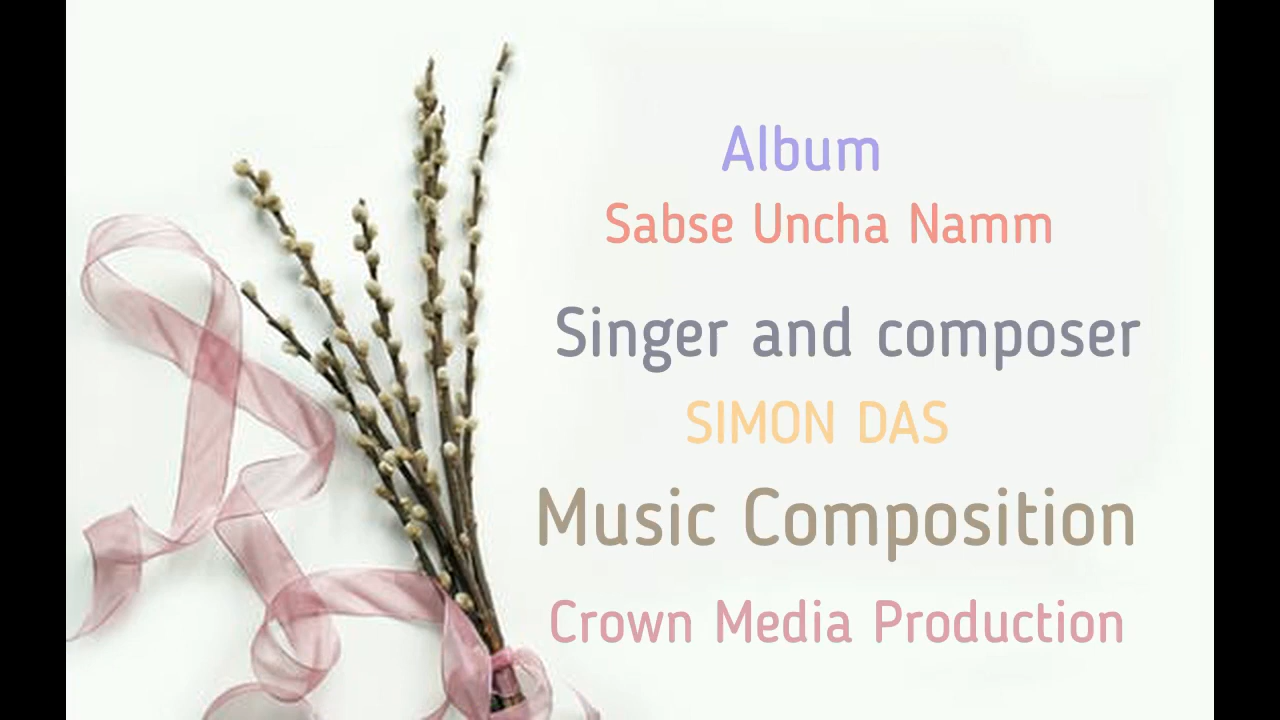 Album
Sabse Uncha Namm
Singer and composer
SIMON DAS
Music Composition
Crown Media Production